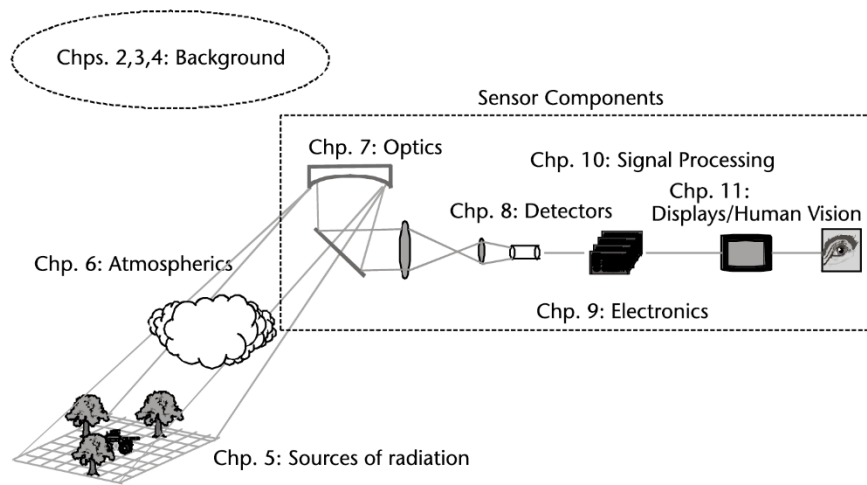 Chps. 2,3,4: Background
Sensor Components
Chp. 7: Optics
Chp. 10: Signal Processing
Chp. 11:
Displays/Human Vision
Chp. 8: Detectors
Chp. 6: Atmospherics
Chp. 9: Electronics
Chp. 5: Sources of radiation